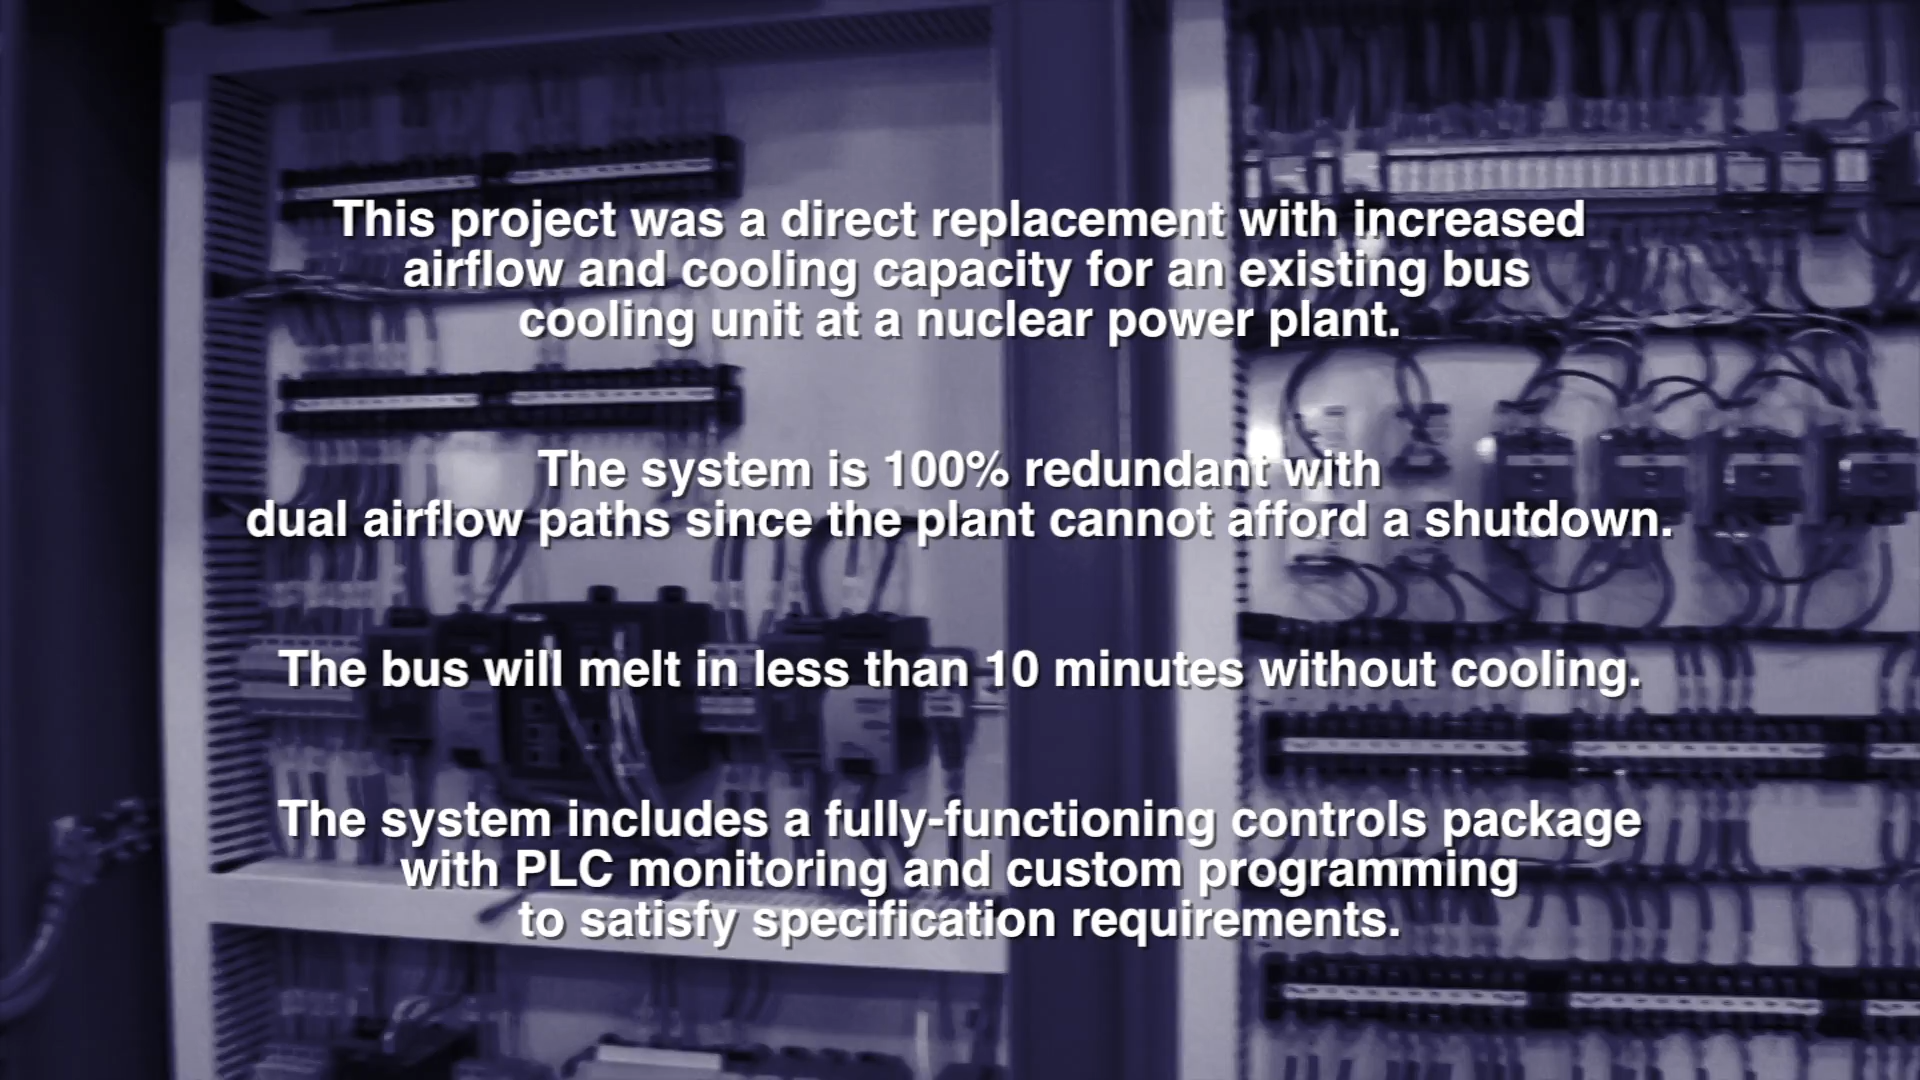 This project was a direct replacement with increased
airflow and cooling capacity for an existing bus
cooling unit at a nuclear power plant.
The system is 100% redundant with
dual airflow paths since the plant cannot afford a shutdown.
The bus will melt in less than 10 minutes without cooling.
The system includes a fully-functioning controls package
with PLC monitoring and custom programming
to satisfy specification requirements.